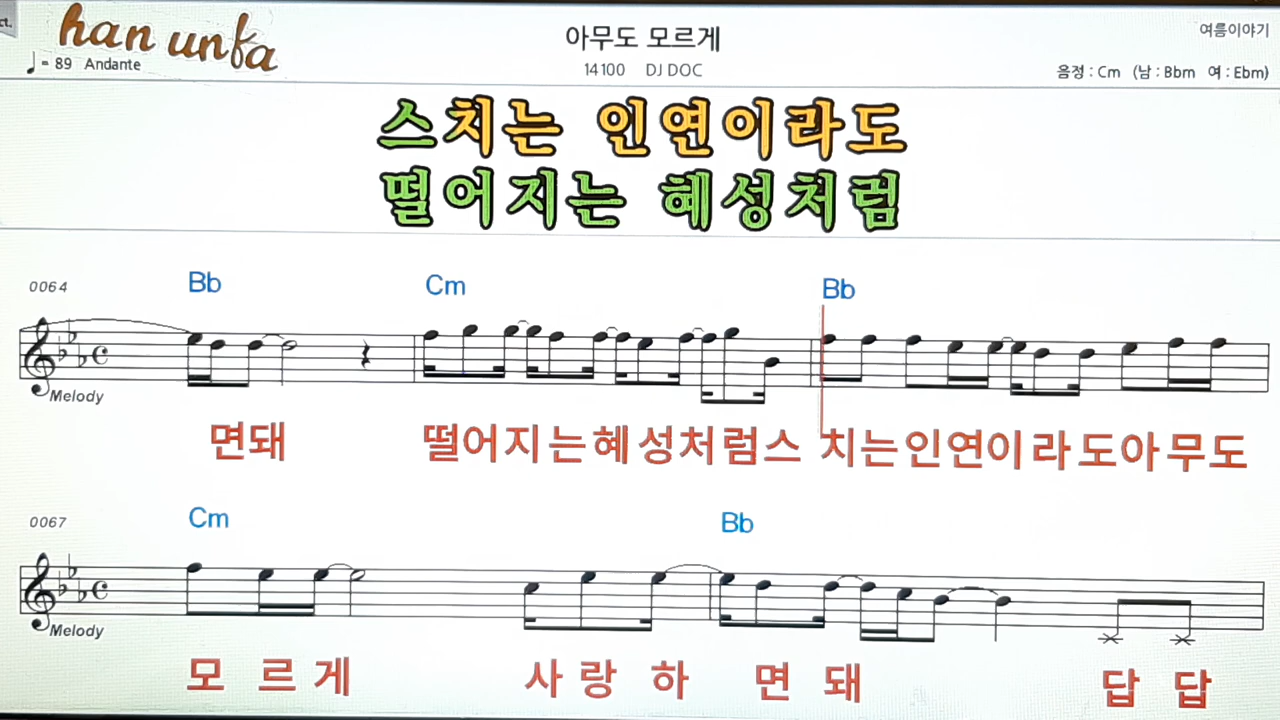 ct.
han unfa
아무도 모르게
여름이야기
♩= 89 Andante
14100 DJ DOC
음정 : Cm (남 : Bbm 여 : Ebm)
스치는 인연이라도
떨어지는 혜성처럼
0064 Bb Cm Bb
Melody
면돼 떨어지는혜성처럼스 치는인연이라도아무도
0067 Cm Bb
Melody
모르게 사랑하 면돼 답답